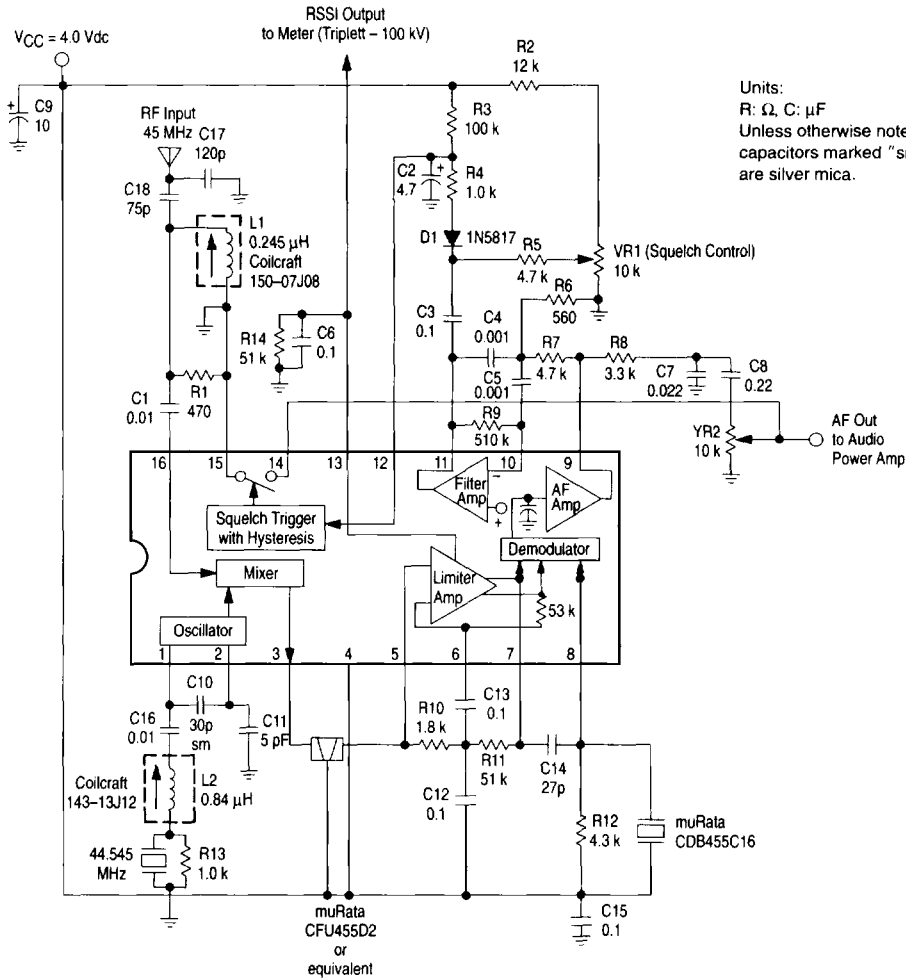 RSSI Output
to Meter (Triplett – 100 kV)
VCC = 4.0 Vdc
R2
12 k
C9
10
+
RF Input
45 MHz
C17
120p
R3
100 k
Units:
R: Ω, C: μF
Unless otherwise note
capacitors marked "s
are silver mica.
C2
4.7
+
R4
1.0 k
C18
75p
L1
0.245 μH
Coilcraft
150–07J08
D1
1N5817
R5
4.7 k
VR1 (Squelch Control)
10 k
R6
560
C3
0.1
C4
0.001
R14
51 k
C6
0.1
R7
4.7 k
R8
3.3 k
C7
0.022
C8
0.22
C5
0.001
C1
0.01
R1
470
R9
510 k
YR2
10 k
AF Out
to Audio
Power Amp
16
15
14
13
12
11
10
9
Filter
Amp
–
+
AF
Amp
Squelch Trigger
with Hysteresis
Demodulator
Mixer
Limiter
Amp
53 k
Oscillator
1
2
3
4
5
6
7
8
C10
30p
sm
C16
0.01
C11
5 pF
C13
0.1
R10
1.8 k
R11
51 k
C14
27p
Coilcraft
143–13J12
L2
0.84 μH
C12
0.1
R12
4.3 k
muRata
CDB455C16
44.545
MHz
R13
1.0 k
muRata
CFU455D2
or
equivalent
C15
0.1